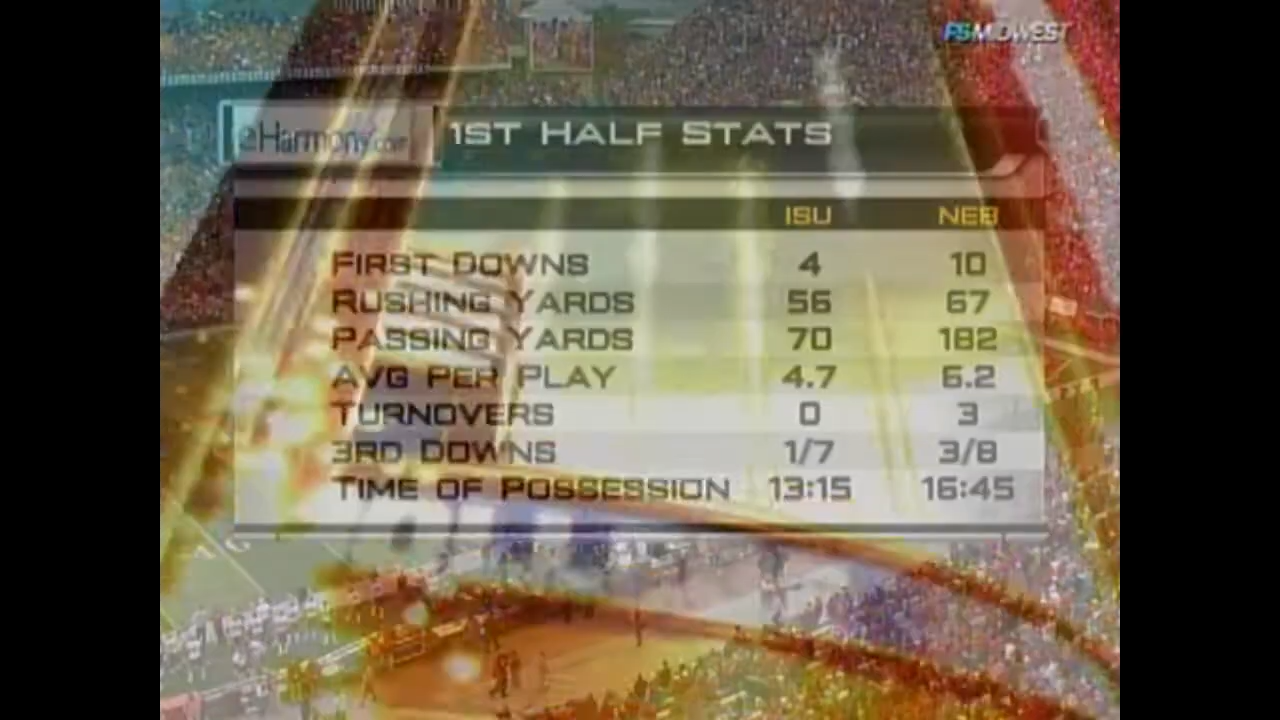 FS MIDWEST
eHarmony.com 1ST HALF STATS
ISU NEB
FIRST DOWNS 4 10
RUSHING YARDS 56 67
PASSING YARDS 70 182
AVG PER PLAY 4.7 6.2
TURNOVERS 0 3
3RD DOWNS 1/7 3/8
TIME OF POSSESSION 13:15 16:45